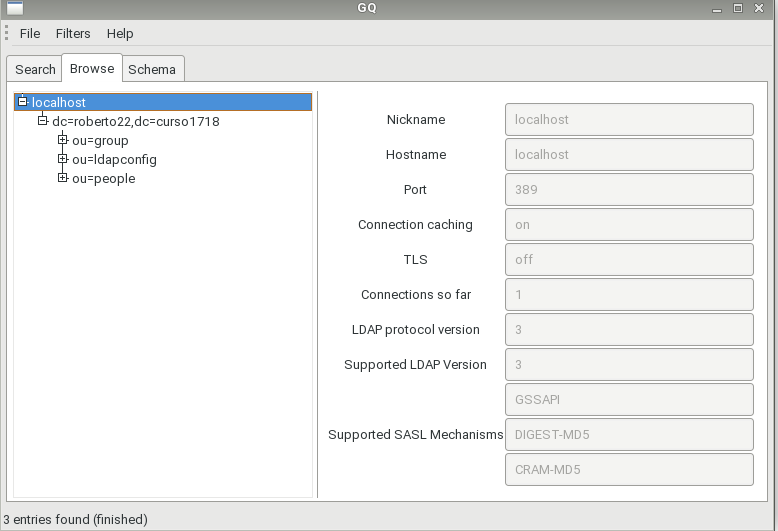 GQ
File Filters Help
Search Browse Schema
localhost
dc=roberto22,dc=curso1718
ou=group
ou=ldapconfig
ou=people
Nickname localhost
Hostname localhost
Port 389
Connection caching on
TLS off
Connections so far 1
LDAP protocol version 3
Supported LDAP Version 3
GSSAPI
Supported SASL Mechanisms DIGEST-MD5
CRAM-MD5
3 entries found (finished)